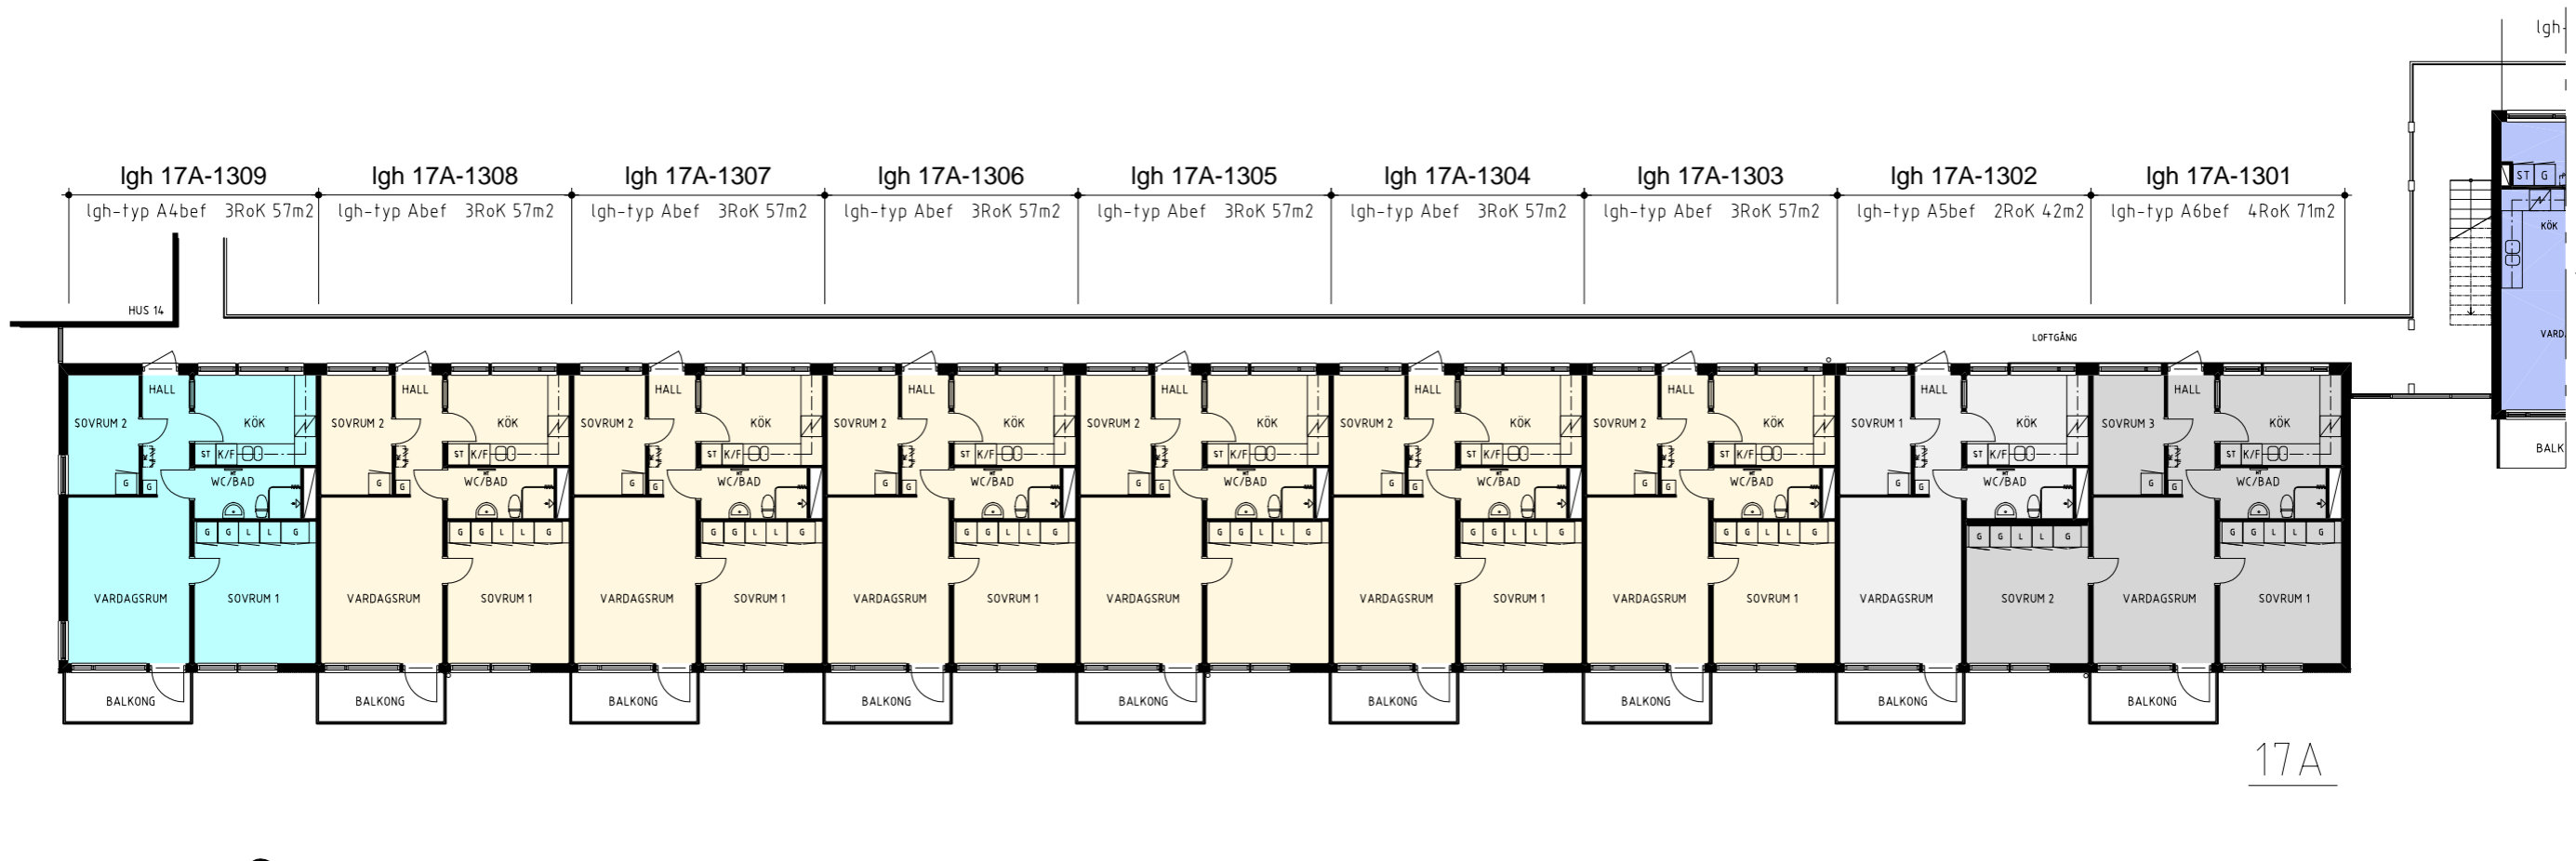 lgh-
lgh 17A-1309 lgh 17A-1308 lgh 17A-1307 lgh 17A-1306 lgh 17A-1305 lgh 17A-1304 lgh 17A-1303 lgh 17A-1302 lgh 17A-1301
ST G
lgh-typ A4bef 3RoK 57m2 lgh-typ Abef 3RoK 57m2 lgh-typ Abef 3RoK 57m2 lgh-typ Abef 3RoK 57m2 lgh-typ Abef 3RoK 57m2 lgh-typ Abef 3RoK 57m2 lgh-typ Abef 3RoK 57m2 lgh-typ A5bef 2RoK 42m2 lgh-typ A6bef 4RoK 71m2
KÖK
HUS 14
LOFTGÅNG
VARD.
HALL HALL HALL HALL HALL HALL HALL HALL HALL
SOVRUM 2 KÖK SOVRUM 2 KÖK SOVRUM 2 KÖK SOVRUM 2 KÖK SOVRUM 2 KÖK SOVRUM 2 KÖK SOVRUM 2 KÖK SOVRUM 1 KÖK SOVRUM 3 KÖK
BALK
ST K/F ST K/F ST K/F ST K/F ST K/F ST K/F ST K/F ST K/F ST K/F
G G WC/BAD G G WC/BAD G G WC/BAD G G WC/BAD G G WC/BAD G G WC/BAD G G WC/BAD G G WC/BAD G G WC/BAD
G G L L G G G L L G G G L L G G G L L G G G L L G G G L L G G G L L G G G L L G G G L L G
VARDAGSRUM SOVRUM 1 VARDAGSRUM SOVRUM 1 VARDAGSRUM SOVRUM 1 VARDAGSRUM SOVRUM 1 VARDAGSRUM VARDAGSRUM SOVRUM 1 VARDAGSRUM SOVRUM 1 VARDAGSRUM SOVRUM 2 VARDAGSRUM SOVRUM 1
BALKONG BALKONG BALKONG BALKONG BALKONG BALKONG BALKONG BALKONG BALKONG
17A